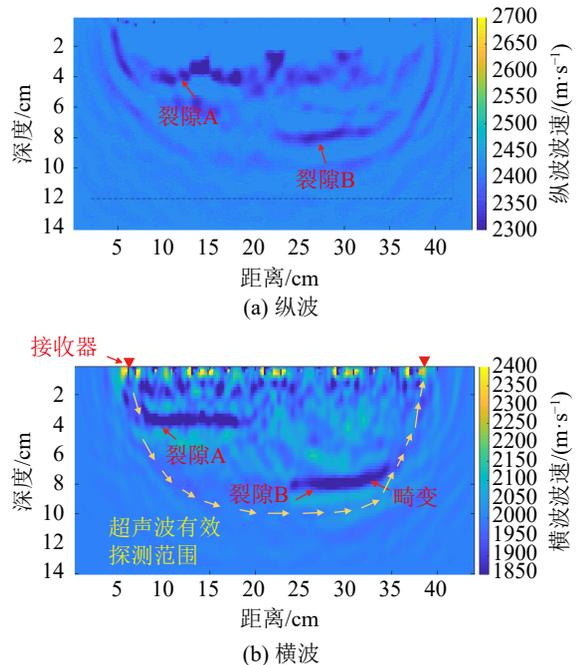 2
4
6
8
10
12
14
深度/cm
裂隙A
裂隙B
5 10 15 20 25 30 35 40
距离/cm
2700
2650
2600
2550
2500
2450
2400
2350
2300
纵波波速/(m·s⁻¹)
(a) 纵波
接收器
2
4
6
8
10
12
14
深度/cm
裂隙A
裂隙B
畸变
超声波有效
探测范围
5 10 15 20 25 30 35 40
距离/cm
2400
2350
2300
2250
2200
2150
2100
2050
2000
1950
1900
1850
横波波速/(m·s⁻¹)
(b) 横波